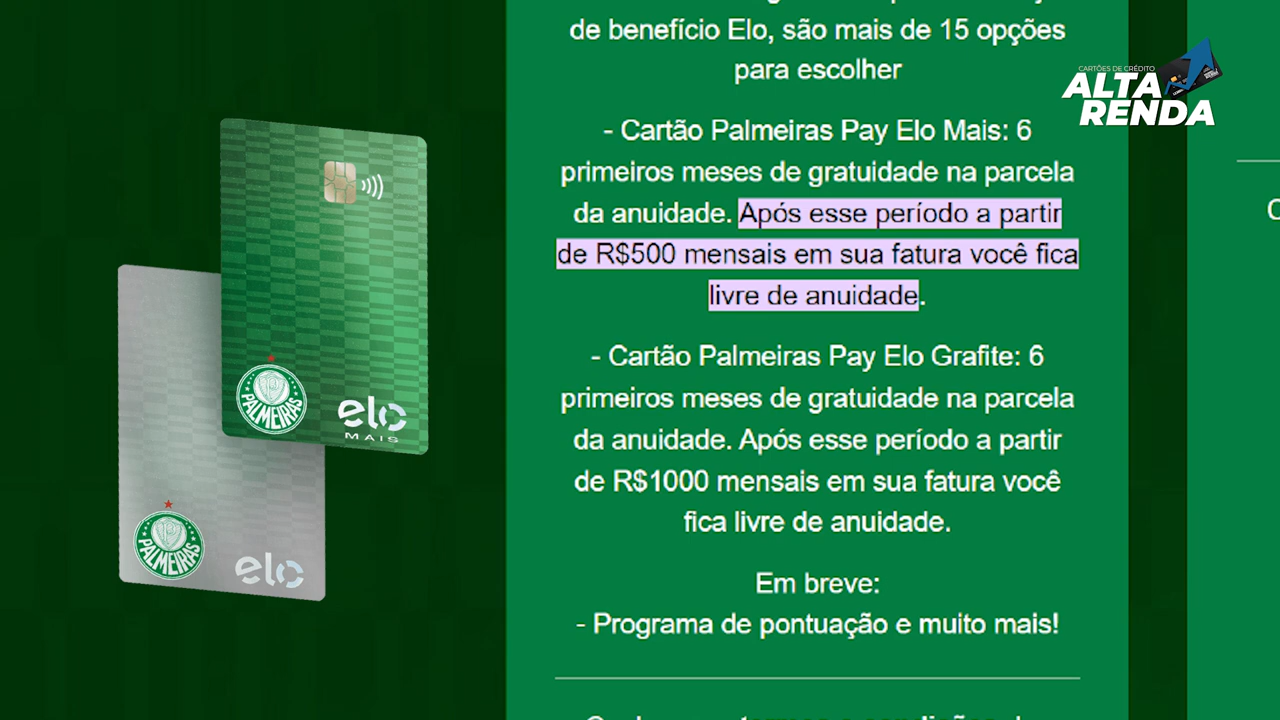 de benefício Elo, são mais de 15 opções
para escolher
- Cartão Palmeiras Pay Elo Mais: 6
primeiros meses de gratuidade na parcela
da anuidade. Após esse período a partir
de R$500 mensais em sua fatura você fica
livre de anuidade.
- Cartão Palmeiras Pay Elo Grafite: 6
primeiros meses de gratuidade na parcela
da anuidade. Após esse período a partir
de R$1000 mensais em sua fatura você
fica livre de anuidade.
Em breve:
- Programa de pontuação e muito mais!
CARTÕES DE CRÉDITO
ALTA
RENDA
PALMEIRAS
elo
MAIS
PALMEIRAS
elo